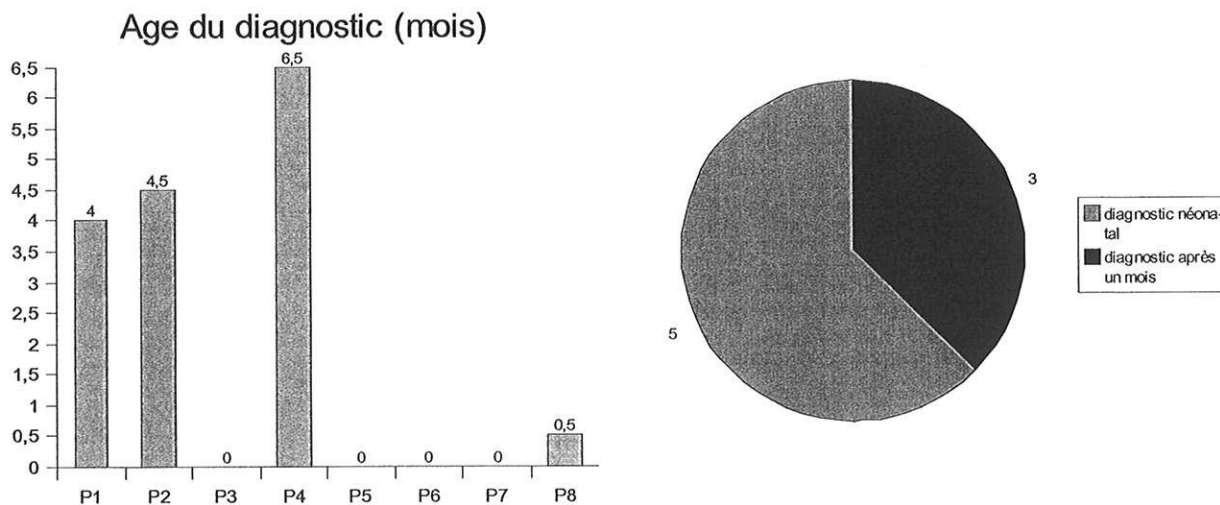 Age du diagnostic (mois)
6,5
6
5,5
5
4,5
4
3,5
3
2,5
2
1,5
1
0,5
0
4
4,5
0
6,5
0
0
0
0,5
P1
P2
P3
P4
P5
P6
P7
P8
3
5
diagnostic néona-
tal
diagnostic après
un mois